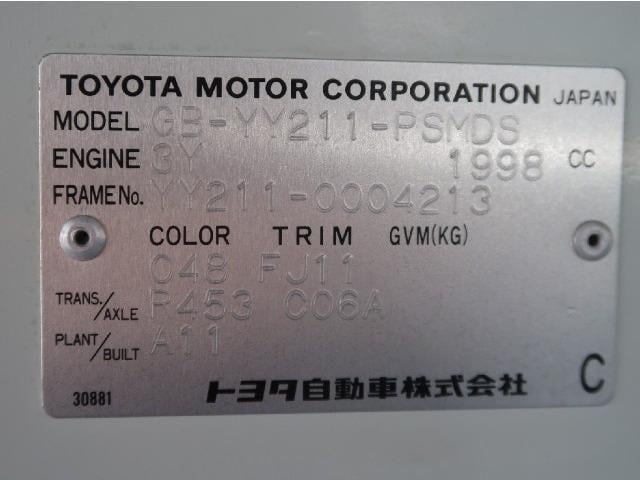 TOYOTA MOTOR CORPORATION JAPAN
MODEL GB-YY211-PSMDS
ENGINE 3Y 1998 CC
FRAME No. YY211-0004213
COLOR TRIM GVM(KG)
048 FJ11
TRANS./AXLE P453 C06A
PLANT/BUILT A11
30881 トヨタ自動車株式会社 C